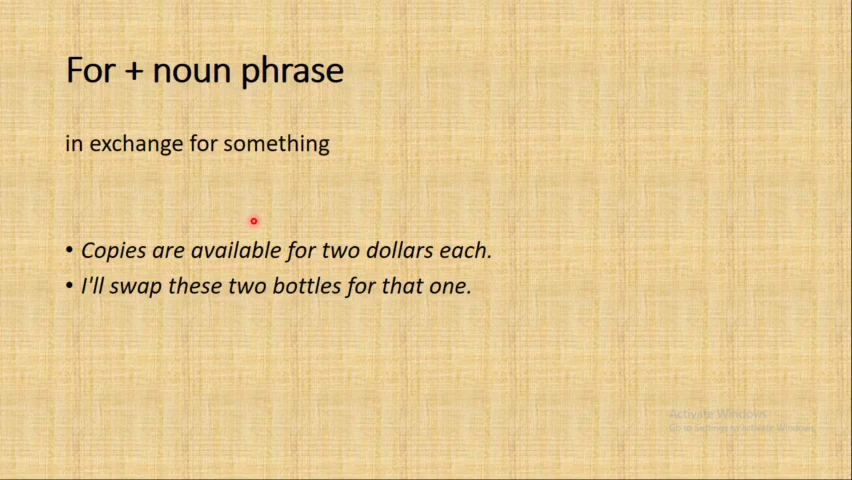 For + noun phrase
in exchange for something
• Copies are available for two dollars each.
• I'll swap these two bottles for that one.
Activate Windows
Go to Settings to activate Windows.